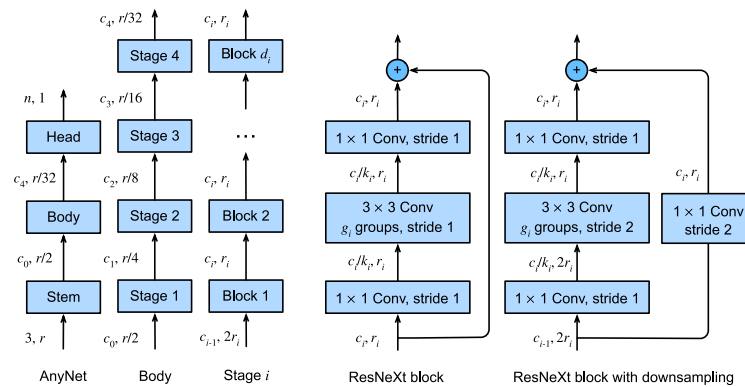 n, 1
Head
c4, r/32
Body
c0, r/2
Stem
3, r
AnyNet
c4, r/32
Stage 4
c3, r/16
Stage 3
c2, r/8
Stage 2
c1, r/4
Stage 1
c0, r/2
Body
ci, ri
Block di
...
ci, ri
Block 2
ci, ri
Block 1
ci-1, 2ri
Stage i
+
ci, ri
1 × 1 Conv, stride 1
ci/ki, ri
3 × 3 Conv
gi groups, stride 1
ci/ki, ri
1 × 1 Conv, stride 1
ci, ri
ResNeXt block
+
ci, ri
1 × 1 Conv, stride 1
ci/ki, ri
3 × 3 Conv
gi groups, stride 2
ci/ki, 2ri
1 × 1 Conv, stride 1
ci-1, 2ri
ci, ri
1 × 1 Conv
stride 2
ResNeXt block with downsampling